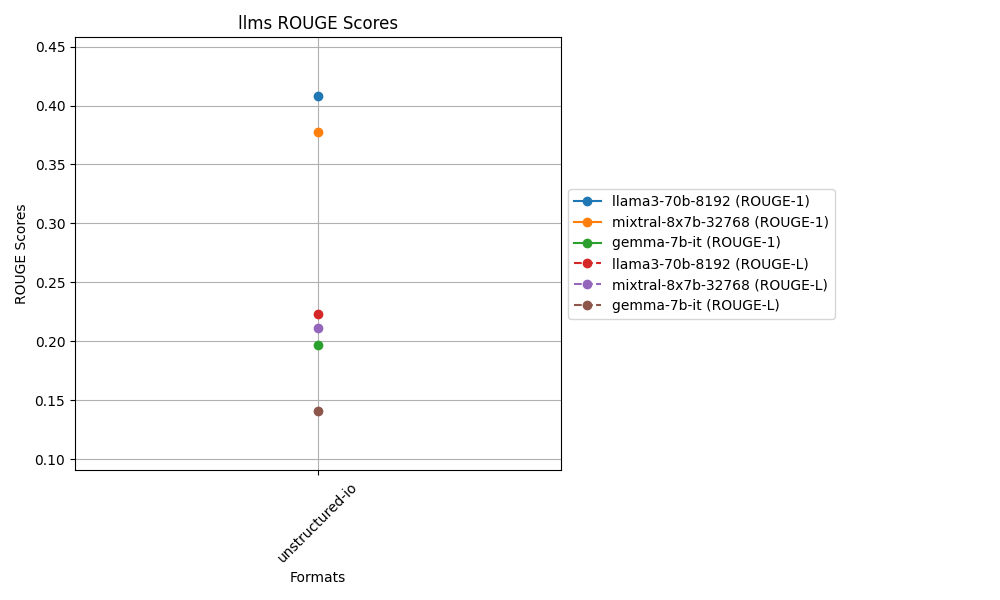 llms ROUGE Scores
0.45
0.40
0.35
0.30
0.25
0.20
0.15
0.10
ROUGE Scores
unstructured-io
Formats
llama3-70b-8192 (ROUGE-1)
mixtral-8x7b-32768 (ROUGE-1)
gemma-7b-it (ROUGE-1)
llama3-70b-8192 (ROUGE-L)
mixtral-8x7b-32768 (ROUGE-L)
gemma-7b-it (ROUGE-L)